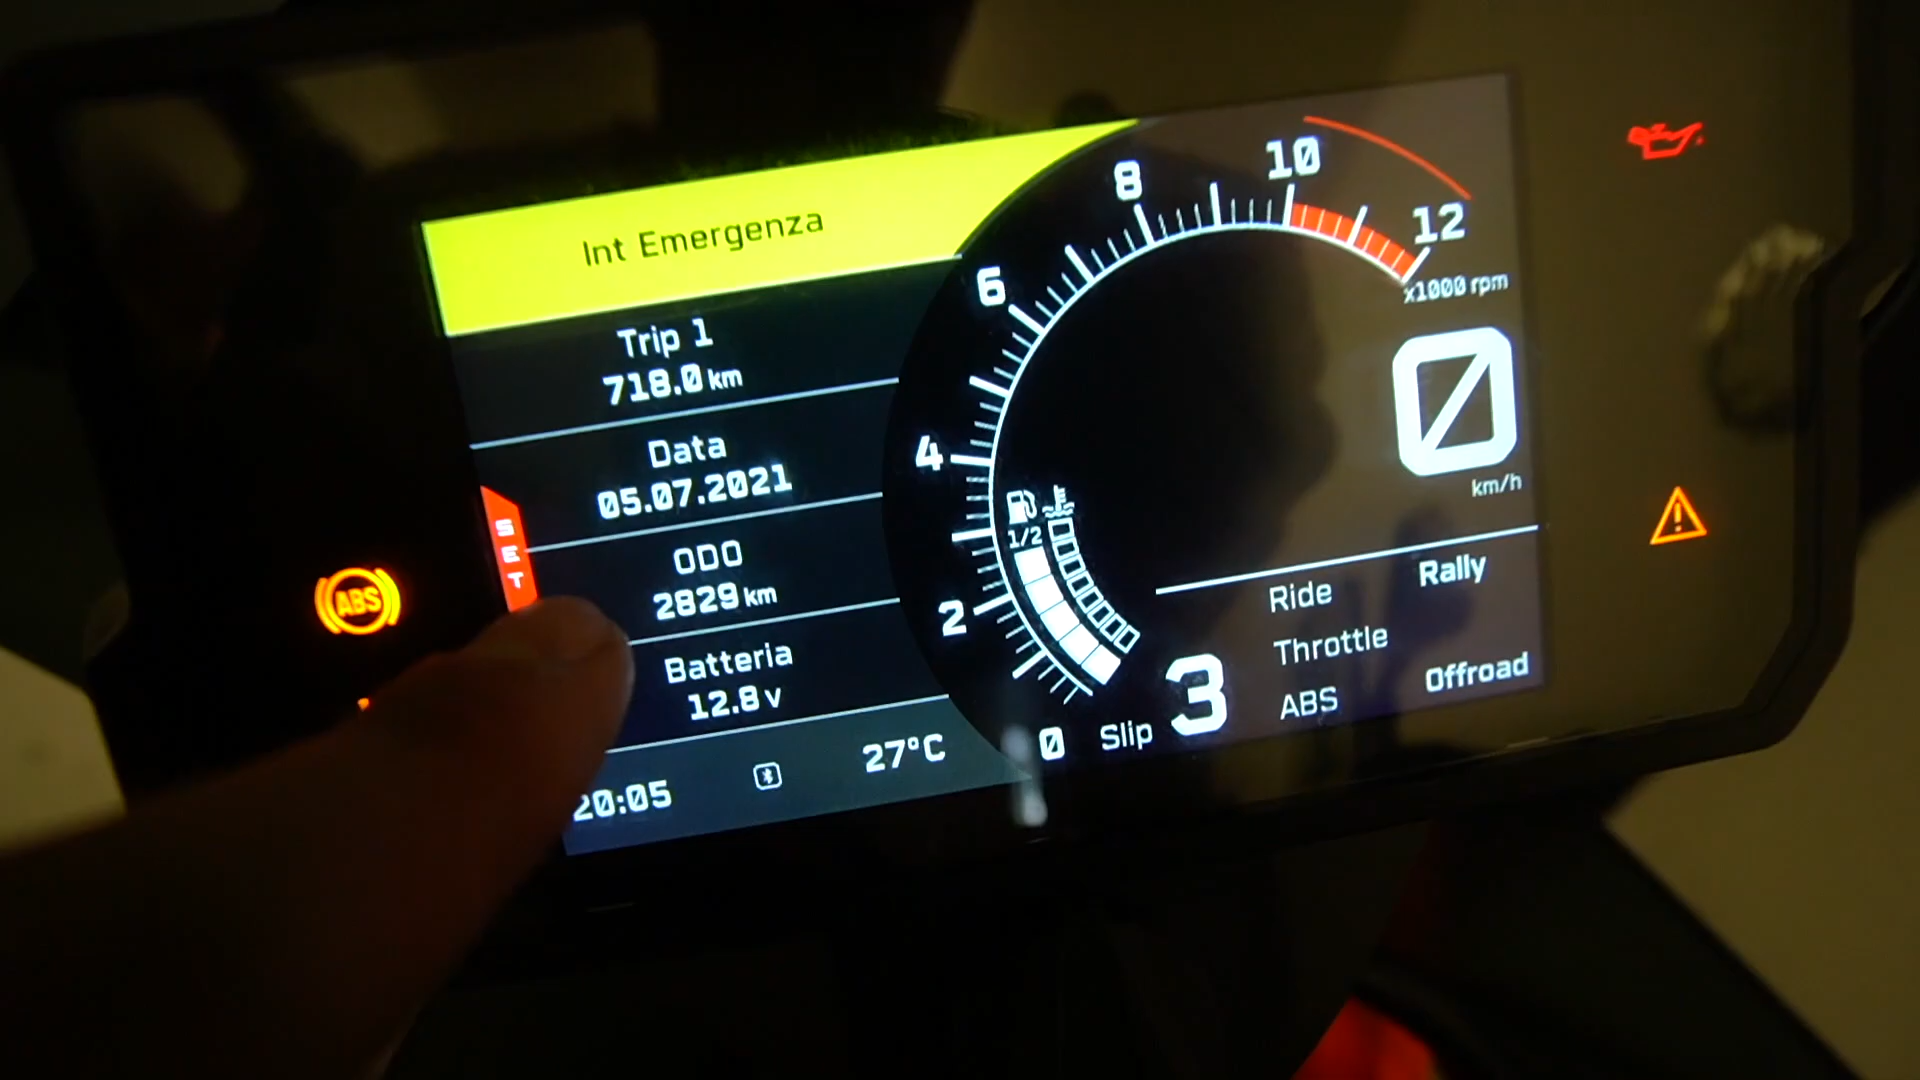 Int Emergenza
Trip 1
718.0 km
Data
05.07.2021
ODO
2829 km
Batteria
12.8 v
20:05
27°C
SET
ABS
0
2
4
6
8
10
12
x1000 rpm
0
km/h
1/2
Slip 3
Ride Rally
Throttle
ABS Offroad